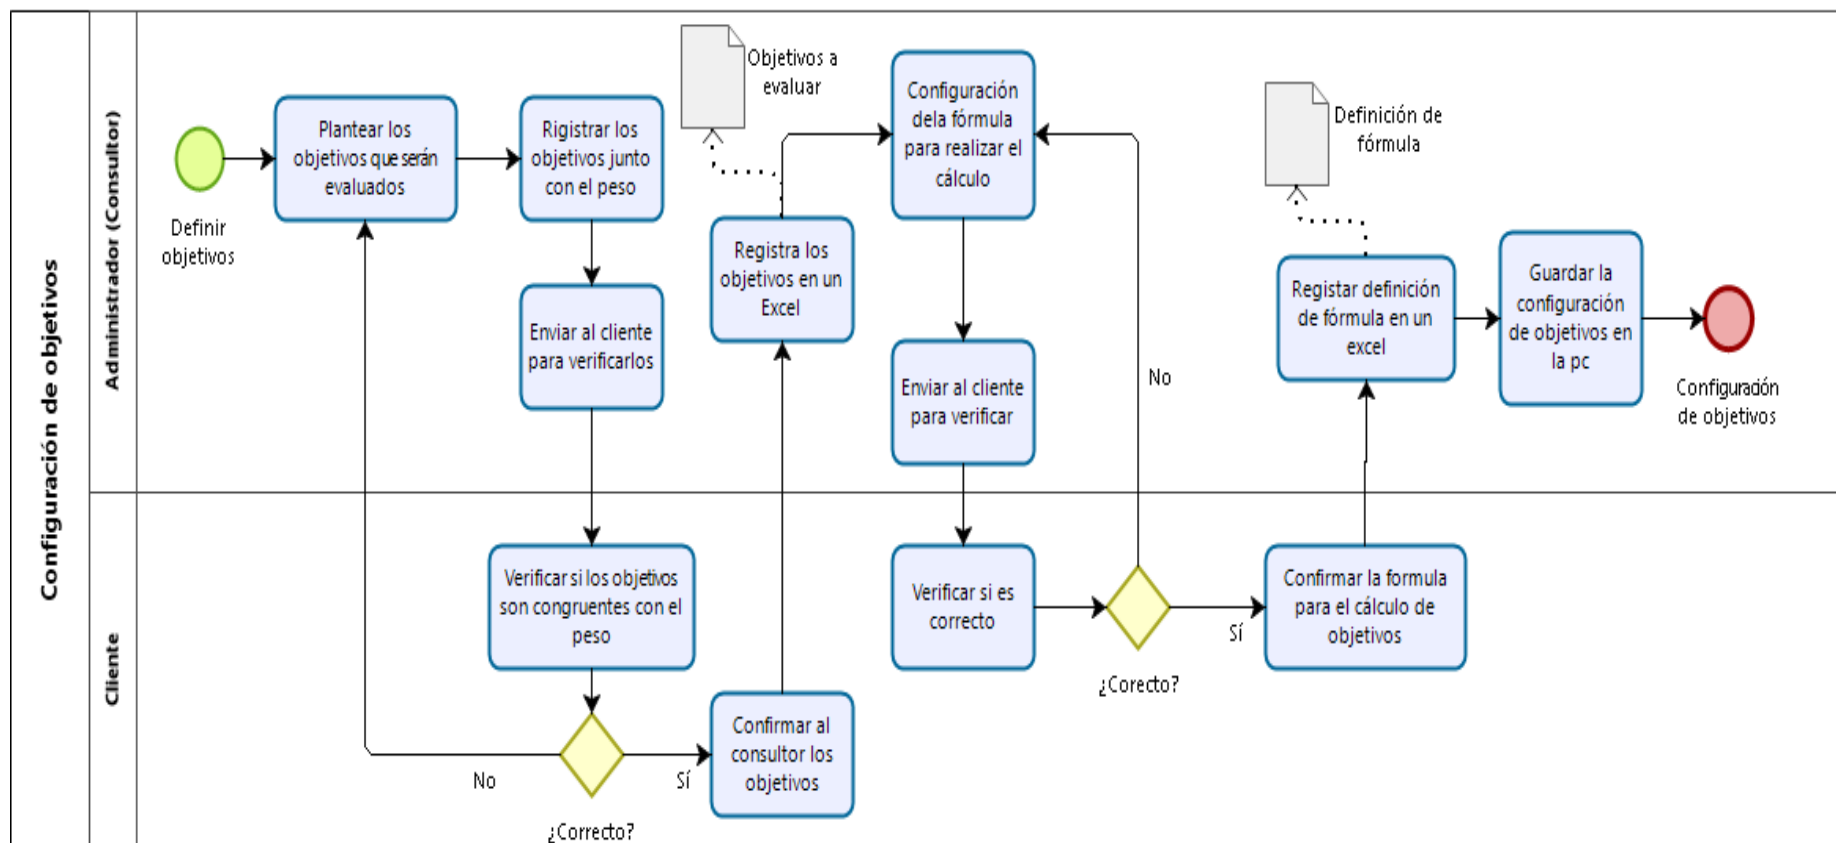 Configuración de objetivos
Administrador (Consultor)
Definir
objetivos
Plantear los
objetivos que serán
evaluados
Rigistrar los
objetivos junto
con el peso
Enviar al cliente
para verificarlos
Objetivos a
evaluar
Registra los
objetivos en un
Excel
Configuración
dela fórmula
para realizar el
cálculo
Enviar al cliente
para verificar
No
Definición de
fórmula
Registar definición
de fórmula en un
excel
Guardar la
configuración
de objetivos en
la pc
Configuración
de objetivos
Cliente
Verificar si los objetivos
son congruentes con el
peso
No
Sí
¿Correcto?
Confirmar al
consultor los
objetivos
Verificar si es
correcto
Sí
¿Corecto?
Confirmar la formula
para el cálculo de
objetivos